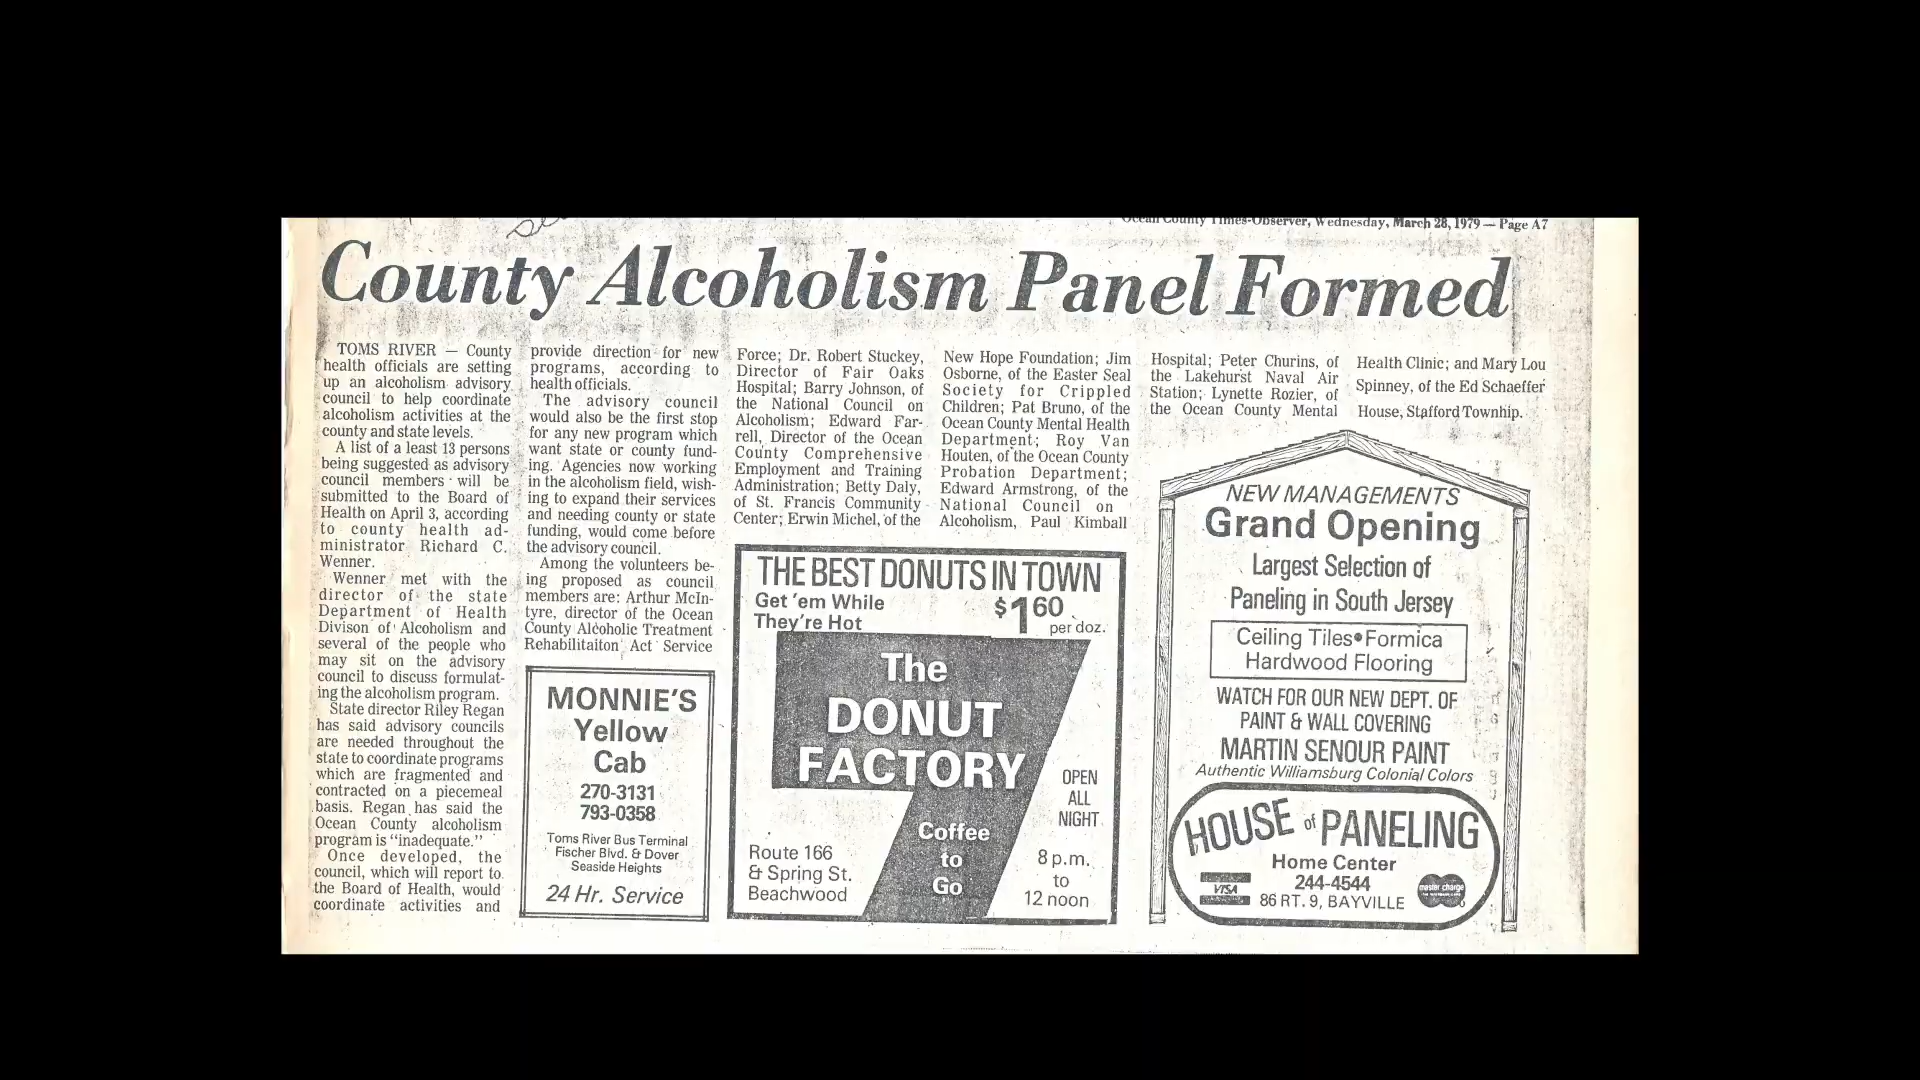 Ocean County Times-Observer, Wednesday, March 28, 1979 — Page A7
County Alcoholism Panel Formed
TOMS RIVER — County
health officials are setting
up an alcoholism advisory
council to help coordinate
alcoholism activities at the
county and state levels.
A list of a least 13 persons
being suggested as advisory
council members will be
submitted to the Board of
Health on April 3, according
to county health ad-
ministrator Richard C.
Wenner.
Wenner met with the
director of the state
Department of Health
Divison of Alcoholism and
several of the people who
may sit on the advisory
council to discuss formulat-
ing the alcoholism program.
State director Riley Regan
has said advisory councils
are needed throughout the
state to coordinate programs
which are fragmented and
contracted on a piecemeal
basis. Regan has said the
Ocean County alcoholism
program is "inadequate."
Once developed, the
council, which will report to
the Board of Health, would
coordinate activities and
provide direction for new
programs, according to
health officials.
The advisory council
would also be the first stop
for any new program which
want state or county fund-
ing. Agencies now working
in the alcoholism field, wish-
ing to expand their services
and needing county or state
funding, would come before
the advisory council.
Among the volunteers be-
ing proposed as council
members are: Arthur McIn-
tyre, director of the Ocean
County Alcoholic Treatment
Rehabilitaiton Act Service
Force; Dr. Robert Stuckey,
Director of Fair Oaks
Hospital; Barry Johnson, of
the National Council on
Alcoholism; Edward Far-
rell, Director of the Ocean
County Comprehensive
Employment and Training
Administration; Betty Daly,
of St. Francis Community
Center; Erwin Michel, of the
New Hope Foundation; Jim
Osborne, of the Easter Seal
Society for Crippled
Children; Pat Bruno, of the
Ocean County Mental Health
Department; Roy Van
Houten, of the Ocean County
Probation Department;
Edward Armstrong, of the
National Council on
Alcoholism, Paul Kimball
Hospital; Peter Churins, of
the Lakehurst Naval Air
Station; Lynette Rozier, of
the Ocean County Mental
Health Clinic; and Mary Lou
Spinney, of the Ed Schaeffer
House, Stafford Townhip.
MONNIE'S
Yellow
Cab
270-3131
793-0358
Toms River Bus Terminal
Fischer Blvd. & Dover
Seaside Heights
24 Hr. Service
THE BEST DONUTS IN TOWN
Get 'em While
They're Hot
$160
per doz.
The
DONUT
FACTORY
Coffee
to
Go
Route 166
& Spring St.
Beachwood
OPEN
ALL
NIGHT
8 p.m.
to
12 noon
NEW MANAGEMENTS
Grand Opening
Largest Selection of
Paneling in South Jersey
Ceiling Tiles•Formica
Hardwood Flooring
WATCH FOR OUR NEW DEPT. OF
PAINT & WALL COVERING
MARTIN SENOUR PAINT
Authentic Williamsburg Colonial Colors
HOUSE of PANELING
Home Center
244-4544
VISA
master charge
86 RT. 9, BAYVILLE